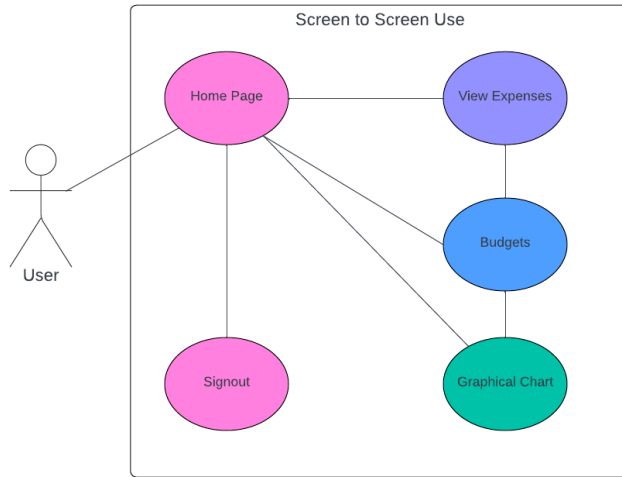 Screen to Screen Use
Home Page
View Expenses
User
Budgets
Signout
Graphical Chart